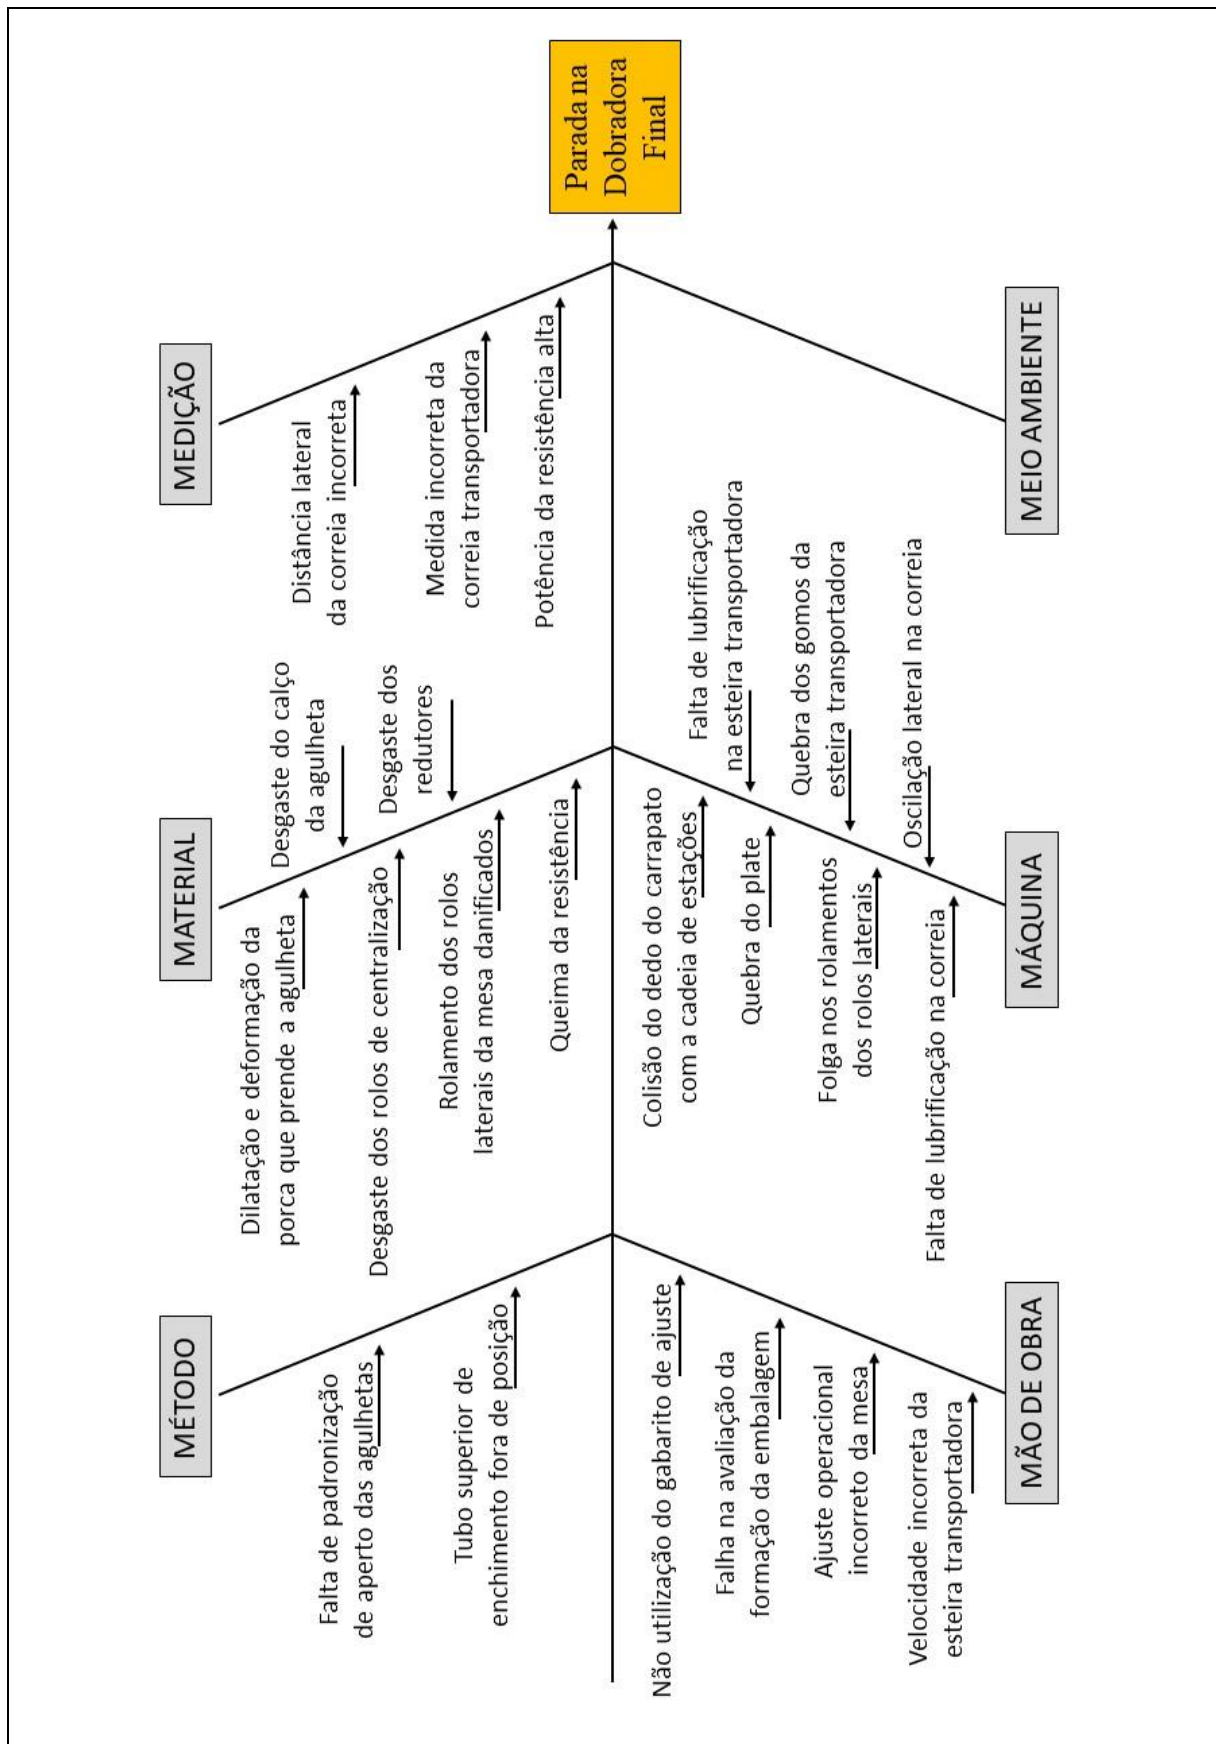 MÉTODO
Falta de padronização
de aperto das agulhetas
Tubo superior de
enchimento fora de posição
MATERIAL
Dilatação e deformação da
porca que prende a agulheta
Desgaste do calço
da agulheta
Desgaste dos rolos de centralização
Desgaste dos
redutores
Rolamento dos rolos
laterais da mesa danificados
Queima da resistência
MEDIÇÃO
Distância lateral
da correia incorreta
Medida incorreta da
correia transportadora
Potência da resistência alta
Parada na
Dobradora
Final
Não utilização do gabarito de ajuste
Falha na avaliação da
formação da embalagem
Ajuste operacional
incorreto da mesa
Velocidade incorreta da
esteira transportadora
MÃO DE OBRA
Colisão do dedo do carrapato
com a cadeia de estações
Falta de lubrificação
na esteira transportadora
Quebra do plate
Quebra dos gomos da
esteira transportadora
Folga nos rolamentos
dos rolos laterais
Oscilação lateral na correia
Falta de lubrificação na correia
MÁQUINA
MEIO AMBIENTE